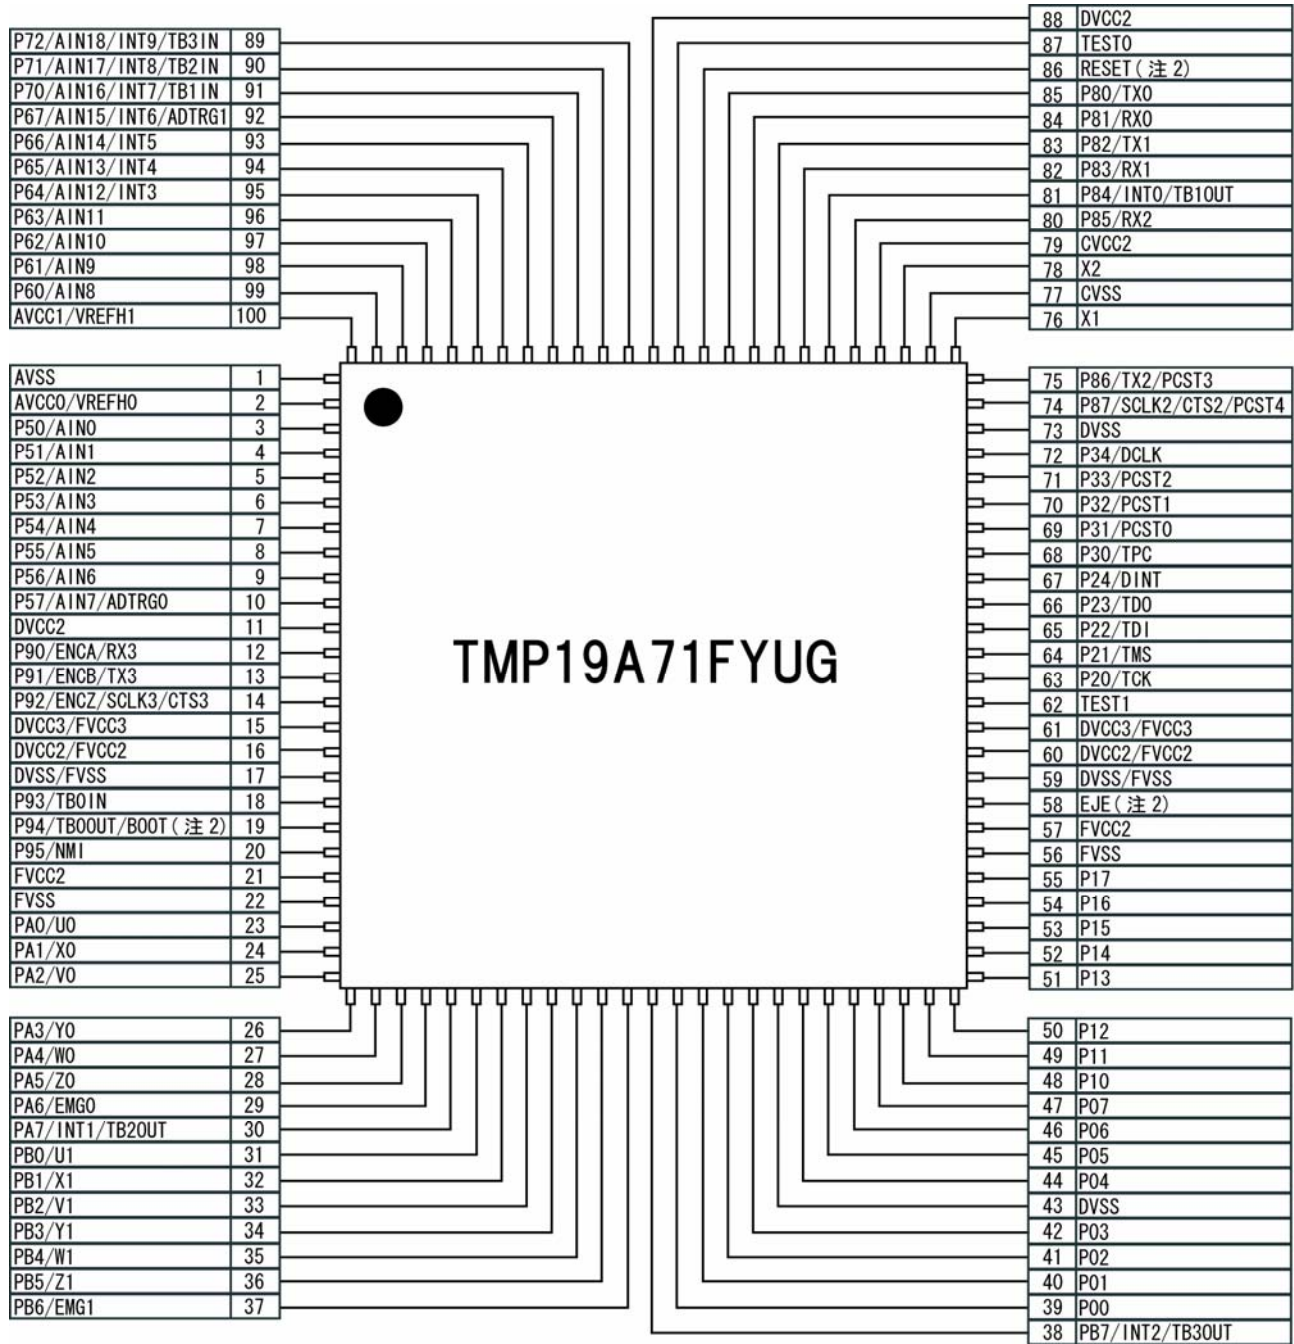 88 DVCC2
P72/AIN18/INT9/TB3IN 89
87 TEST0
P71/AIN17/INT8/TB2IN 90
86 RESET(注2)
P70/AIN16/INT7/TB1IN 91
85 P80/TX0
P67/AIN15/INT6/ADTRG1 92
84 P81/RX0
P66/AIN14/INT5 93
83 P82/TX1
P65/AIN13/INT4 94
82 P83/RX1
P64/AIN12/INT3 95
81 P84/INT0/TB1OUT
P63/AIN11 96
80 P85/RX2
P62/AIN10 97
79 CVCC2
P61/AIN9 98
78 X2
P60/AIN8 99
77 CVSS
AVCC1/VREFH1 100
76 X1
AVSS 1
75 P86/TX2/PCST3
AVCC0/VREFH0 2
74 P87/SCLK2/CTS2/PCST4
P50/AIN0 3
73 DVSS
P51/AIN1 4
72 P34/DCLK
P52/AIN2 5
71 P33/PCST2
P53/AIN3 6
70 P32/PCST1
P54/AIN4 7
69 P31/PCST0
P55/AIN5 8
68 P30/TPC
P56/AIN6 9
67 P24/DINT
P57/AIN7/ADTRG0 10
66 P23/TDO
DVCC2 11
65 P22/TDI
P90/ENCA/RX3 12
64 P21/TMS
P91/ENCB/TX3 13
63 P20/TCK
P92/ENCZ/SCLK3/CTS3 14
62 TEST1
DVCC3/FVCC3 15
61 DVCC3/FVCC3
DVCC2/FVCC2 16
60 DVCC2/FVCC2
DVSS/FVSS 17
59 DVSS/FVSS
P93/TB0IN 18
58 EJE(注2)
P94/TB0OUT/BOOT(注2) 19
57 FVCC2
P95/NMI 20
56 FVSS
FVCC2 21
55 P17
FVSS 22
54 P16
PA0/U0 23
53 P15
PA1/X0 24
52 P14
PA2/V0 25
51 P13
TMP19A71FYUG
PA3/Y0 26
50 P12
PA4/W0 27
49 P11
PA5/Z0 28
48 P10
PA6/EMG0 29
47 P07
PA7/INT1/TB2OUT 30
46 P06
PB0/U1 31
45 P05
PB1/X1 32
44 P04
PB2/V1 33
43 DVSS
PB3/Y1 34
42 P03
PB4/W1 35
41 P02
PB5/Z1 36
40 P01
PB6/EMG1 37
39 P00
38 PB7/INT2/TB3OUT